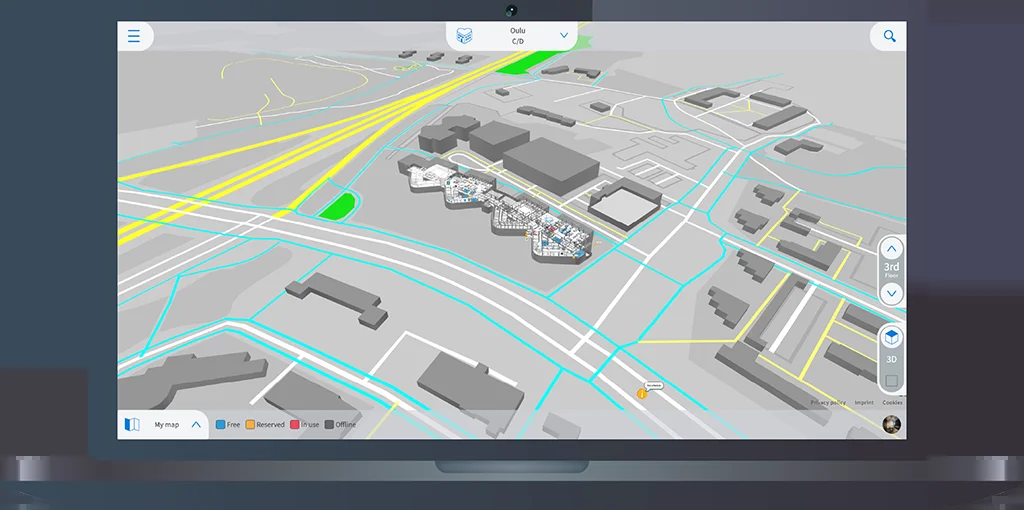 Oulu
C/D
3rd
Floor
3D
Privacy policy Imprint Cookies
My map
Free Reserved In use Offline